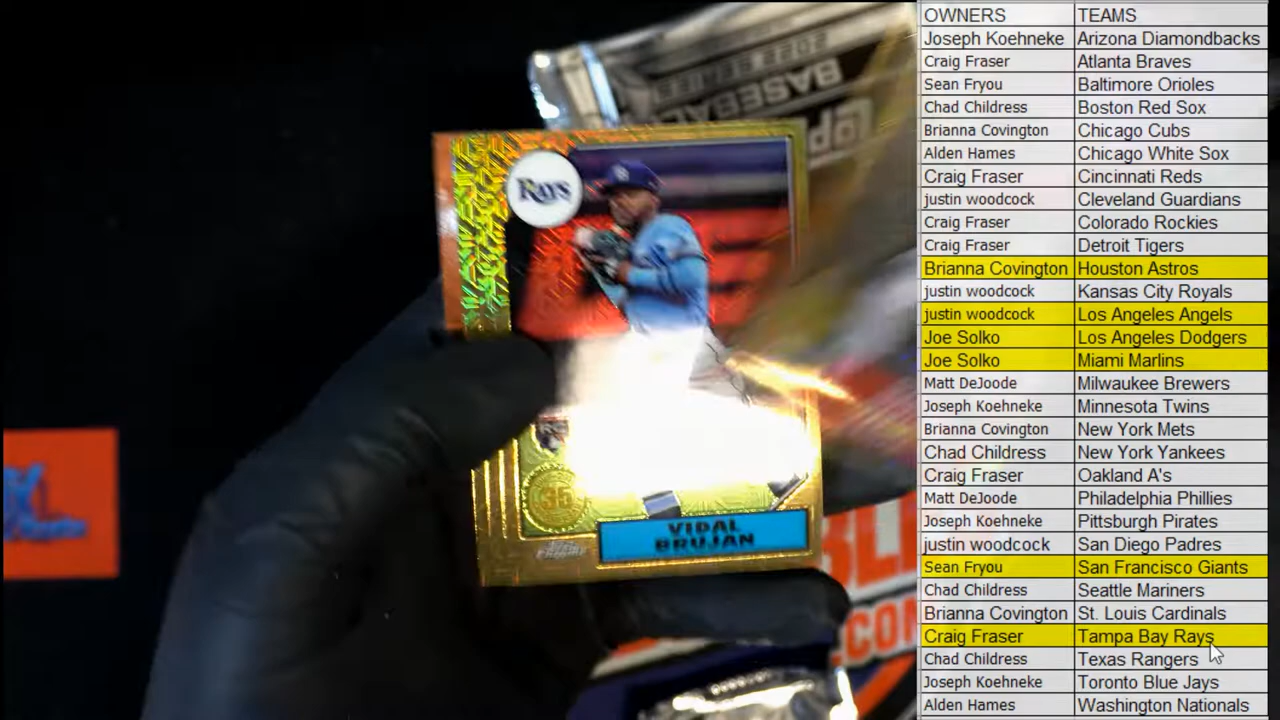 2022 SERIES
BASEBALL
Topps
Rays
35
VIDAL
BRUJAN
OWNERS TEAMS
Joseph Koehneke Arizona Diamondbacks
Craig Fraser Atlanta Braves
Sean Fryou Baltimore Orioles
Chad Childress Boston Red Sox
Brianna Covington Chicago Cubs
Alden Hames Chicago White Sox
Craig Fraser Cincinnati Reds
justin woodcock Cleveland Guardians
Craig Fraser Colorado Rockies
Craig Fraser Detroit Tigers
Brianna Covington Houston Astros
justin woodcock Kansas City Royals
justin woodcock Los Angeles Angels
Joe Solko Los Angeles Dodgers
Joe Solko Miami Marlins
Matt DeJoode Milwaukee Brewers
Joseph Koehneke Minnesota Twins
Brianna Covington New York Mets
Chad Childress New York Yankees
Craig Fraser Oakland A's
Matt DeJoode Philadelphia Phillies
Joseph Koehneke Pittsburgh Pirates
justin woodcock San Diego Padres
Sean Fryou San Francisco Giants
Chad Childress Seattle Mariners
Brianna Covington St. Louis Cardinals
Craig Fraser Tampa Bay Rays
Chad Childress Texas Rangers
Joseph Koehneke Toronto Blue Jays
Alden Hames Washington Nationals